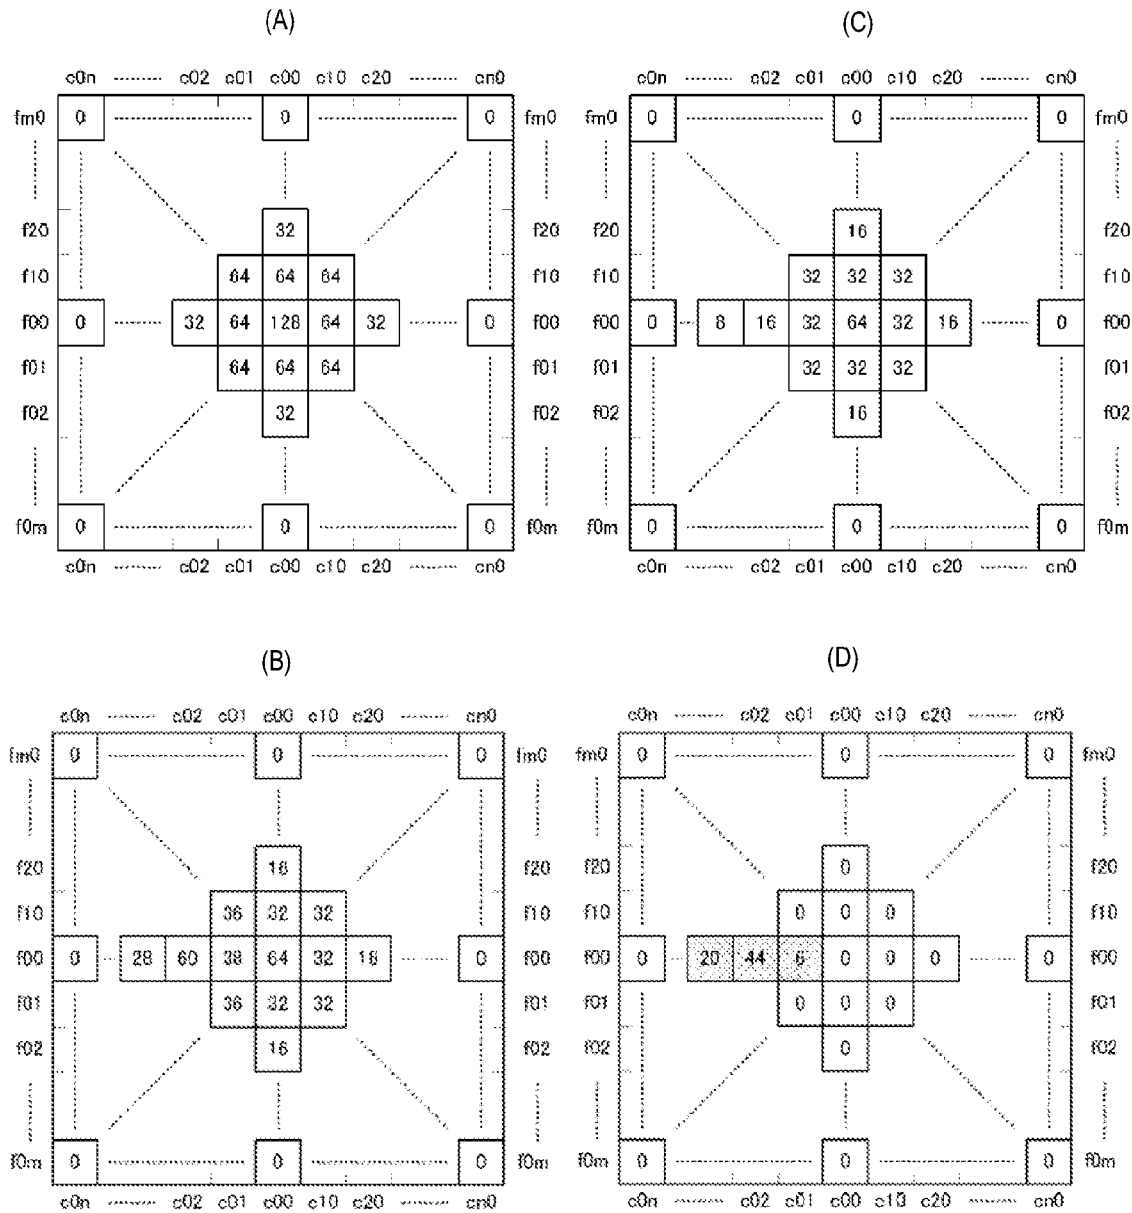 (A) (C)
c0n c02 c01 c00 c10 c20 cn0 c0n c02 c01 c00 c10 c20 cn0
fm0 0 0 0 fm0 fm0 0 0 0 fm0
f20 32 f20 f20 16 f20
f10 64 64 64 f10 f10 32 32 32 f10
f00 0 32 64 128 64 32 0 f00 f00 0 8 16 32 64 32 16 0 f00
f01 64 64 64 f01 f01 32 32 32 f01
f02 32 f02 f02 16 f02
f0m 0 0 0 f0m f0m 0 0 0 f0m
c0n c02 c01 c00 c10 c20 cn0 c0n c02 c01 c00 c10 c20 cn0
(B) (D)
c0n c02 c01 c00 c10 c20 cn0 c0n c02 c01 c00 c10 c20 cn0
fm0 0 0 0 fm0 fm0 0 0 0 fm0
f20 16 f20 f20 0 f20
f10 36 32 32 f10 f10 0 0 0 f10
f00 0 28 60 38 64 32 16 0 f00 f00 0 20 44 6 0 0 0 0 f00
f01 36 32 32 f01 f01 0 0 0 f01
f02 16 f02 f02 0 f02
f0m 0 0 0 f0m f0m 0 0 0 f0m
c0n c02 c01 c00 c10 c20 cn0 c0n c02 c01 c00 c10 c20 cn0